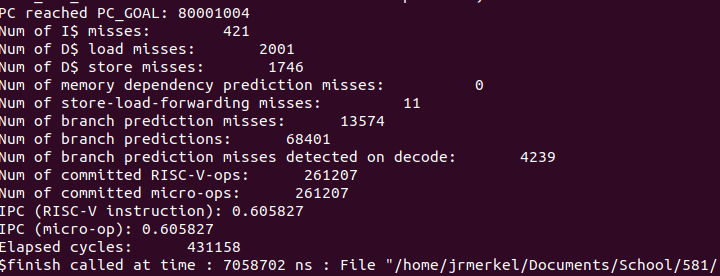 PC reached PC_GOAL: 80001004
Num of I$ misses: 421
Num of D$ load misses: 2001
Num of D$ store misses: 1746
Num of memory dependency prediction misses: 0
Num of store-load-forwarding misses: 11
Num of branch prediction misses: 13574
Num of branch predictions: 68401
Num of branch prediction misses detected on decode: 4239
Num of committed RISC-V-ops: 261207
Num of committed micro-ops: 261207
IPC (RISC-V instruction): 0.605827
IPC (micro-op): 0.605827
Elapsed cycles: 431158
$finish called at time : 7058702 ns : File "/home/jrmerkel/Documents/School/581/